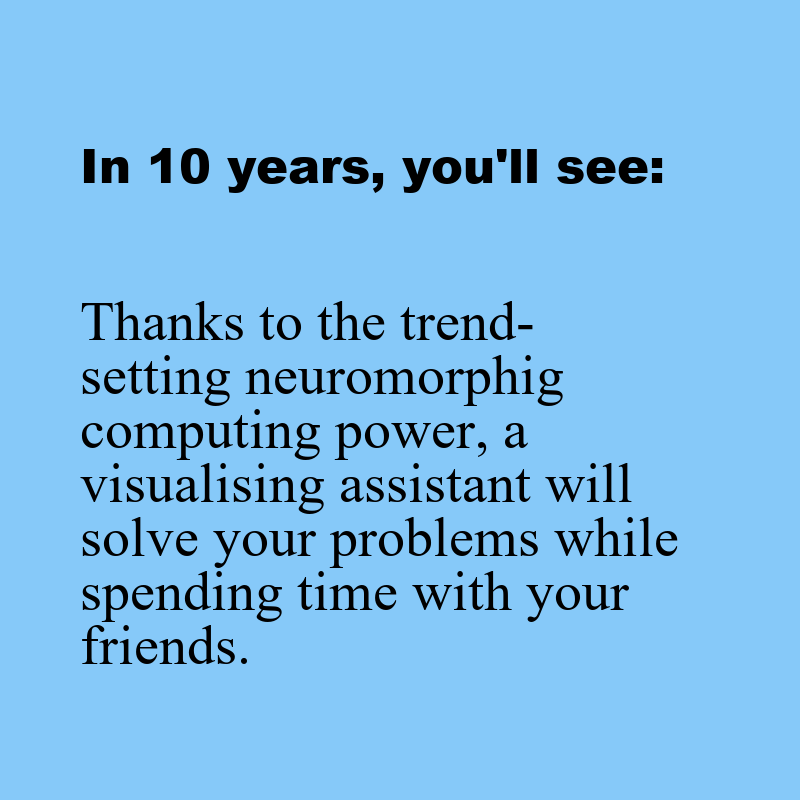 In 10 years, you'll see:
Thanks to the trend-
setting neuromorphig
computing power, a
visualising assistant will
solve your problems while
spending time with your
friends.